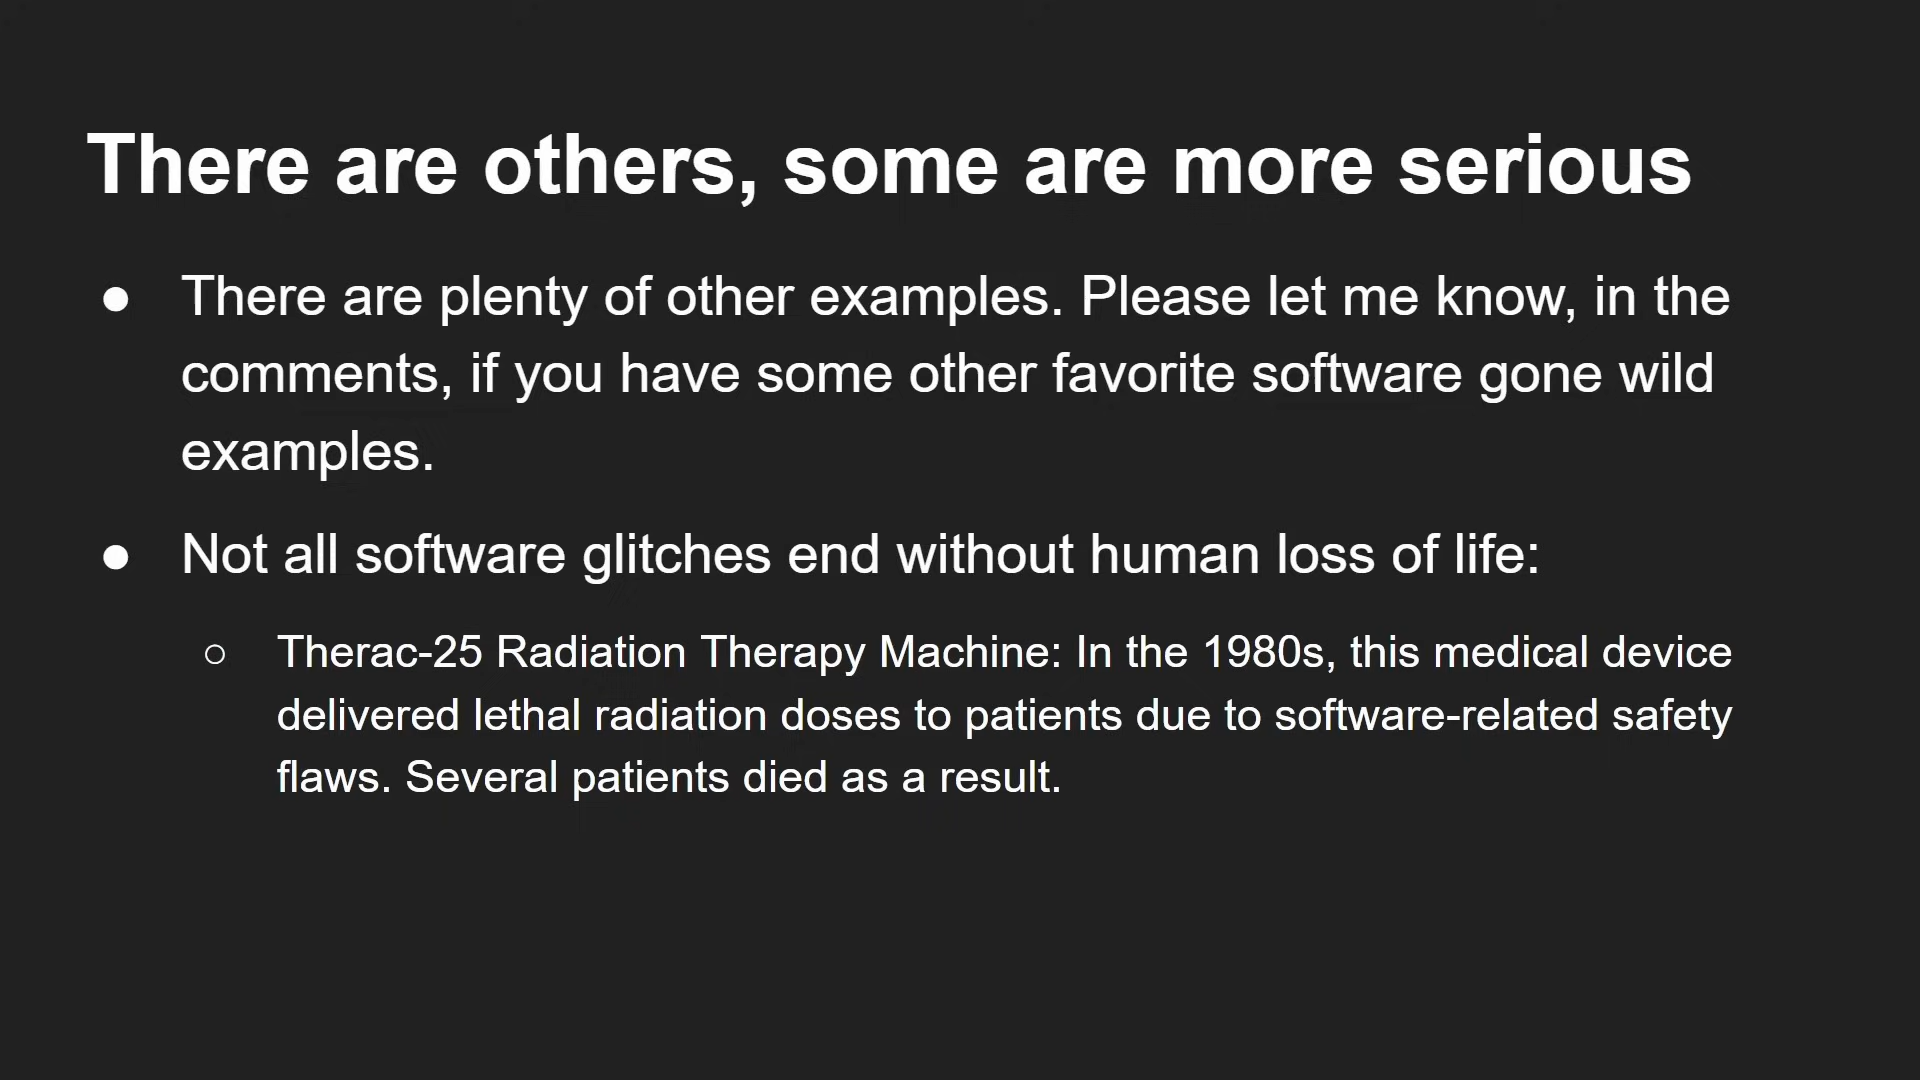 There are others, some are more serious
● There are plenty of other examples. Please let me know, in the
comments, if you have some other favorite software gone wild
examples.
● Not all software glitches end without human loss of life:
○ Therac-25 Radiation Therapy Machine: In the 1980s, this medical device
delivered lethal radiation doses to patients due to software-related safety
flaws. Several patients died as a result.